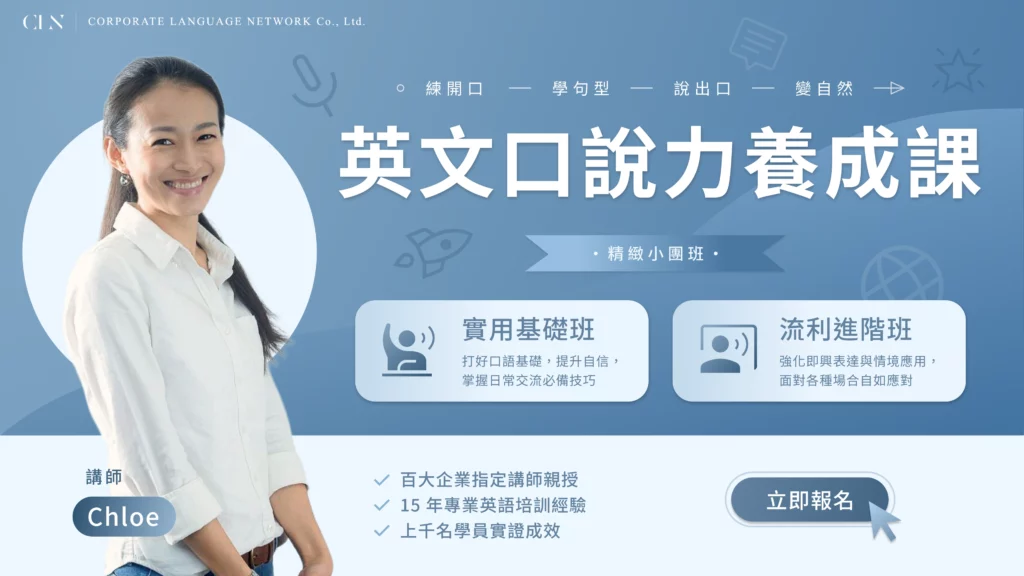 CLN
CORPORATE LANGUAGE NETWORK Co., Ltd.
練開口 — 學句型 — 說出口 — 變自然
英文口說力養成課
・精緻小團班・
實用基礎班
打好口語基礎，提升自信，
掌握日常交流必備技巧
流利進階班
強化即興表達與情境應用，
面對各種場合自如應對
講師
Chloe
百大企業指定講師親授
15 年專業英語培訓經驗
上千名學員實證成效
立即報名